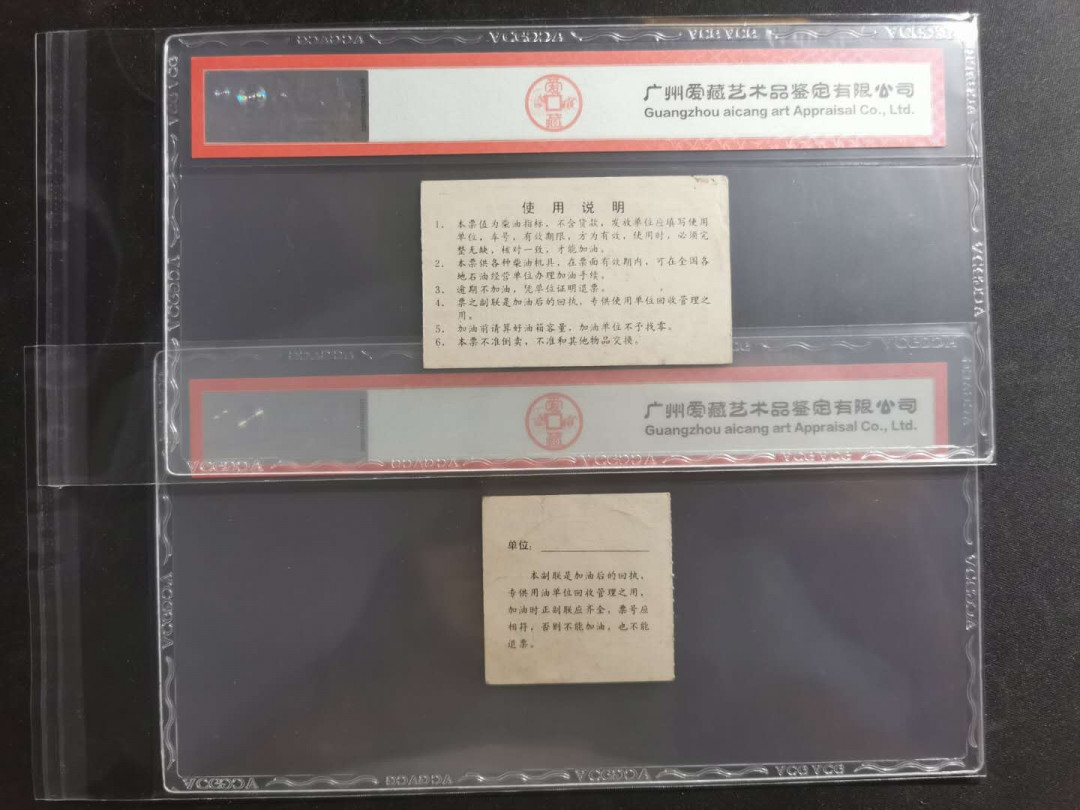 爱藏
广州爱藏艺术品鉴定有限公司
Guangzhou aicang art Appraisal Co., Ltd.
使用说明
1、本票值为柴油指标、不含货款，发放单位应填写使用
单位，车号，有效期限，方为有效，使用时，必须完
整无缺，核对一致，才能加油。
2、本票供各种柴油机具，在票面有效期内，可在全国各
地石油经营单位办理加油手续。
3、逾期不加油，凭单位证明退票。
4、票之副联是加油后的回执，专供使用单位回收管理之
用。
5、加油前请算好油箱容量，加油单位不予找零。
6、本票不准倒卖，不准和其他物品交换。
爱藏
广州爱藏艺术品鉴定有限公司
Guangzhou aicang art Appraisal Co., Ltd.
单位：
本副联是加油后的回执，
专供用油单位回收管理之用，
加油时正副联应齐全，票号应
相符，否则不能加油，也不能
退票。